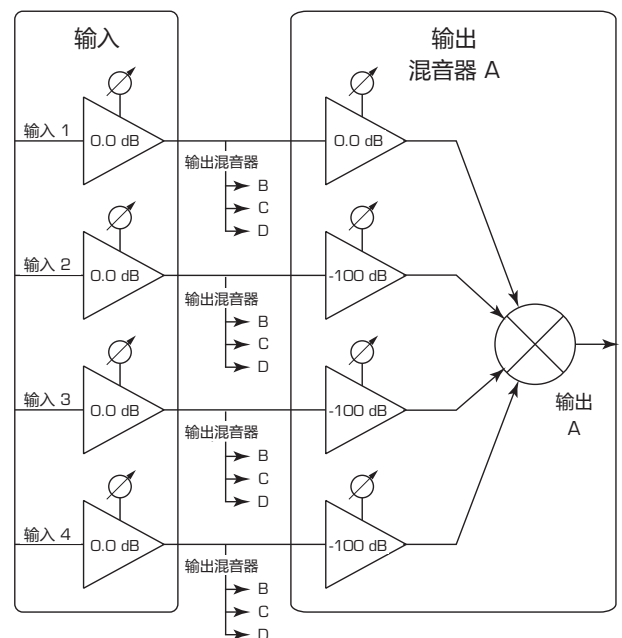 输入
输出
混音器 A
输入 1
0.0 dB
0.0 dB
输出混音器
B
C
D
输入 2
0.0 dB
-100 dB
输出混音器
B
C
D
输入 3
0.0 dB
-100 dB
输出混音器
B
C
D
输出
A
输入 4
0.0 dB
-100 dB
输出混音器
B
C
D